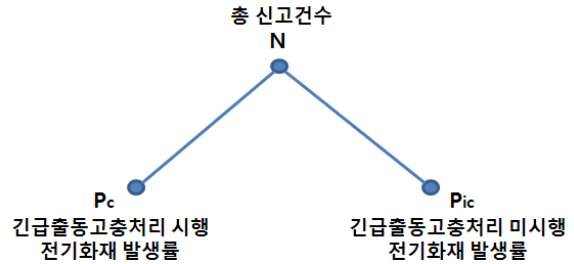 총 신고건수
N
Pc
긴급출동고충처리 시행
전기화재 발생률
Pic
긴급출동고충처리 미시행
전기화재 발생률